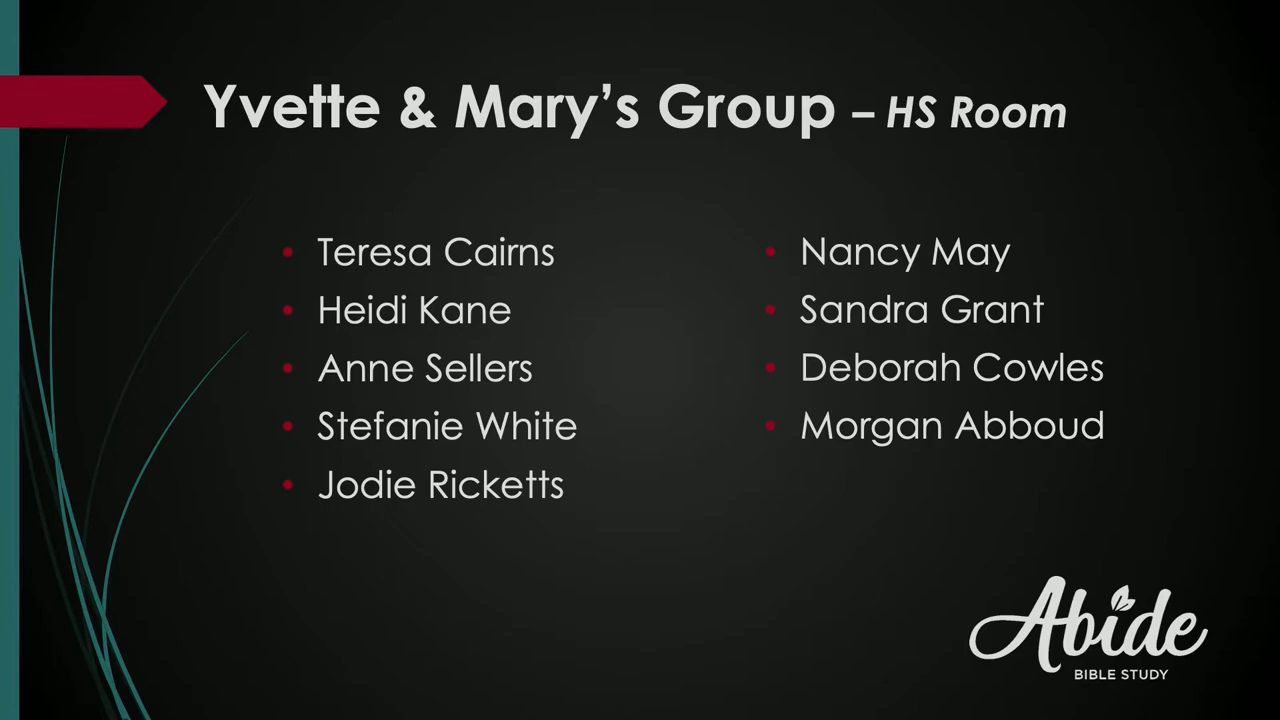 Yvette & Mary’s Group – HS Room
• Teresa Cairns
• Heidi Kane
• Anne Sellers
• Stefanie White
• Jodie Ricketts
• Nancy May
• Sandra Grant
• Deborah Cowles
• Morgan Abboud
Abide
BIBLE STUDY